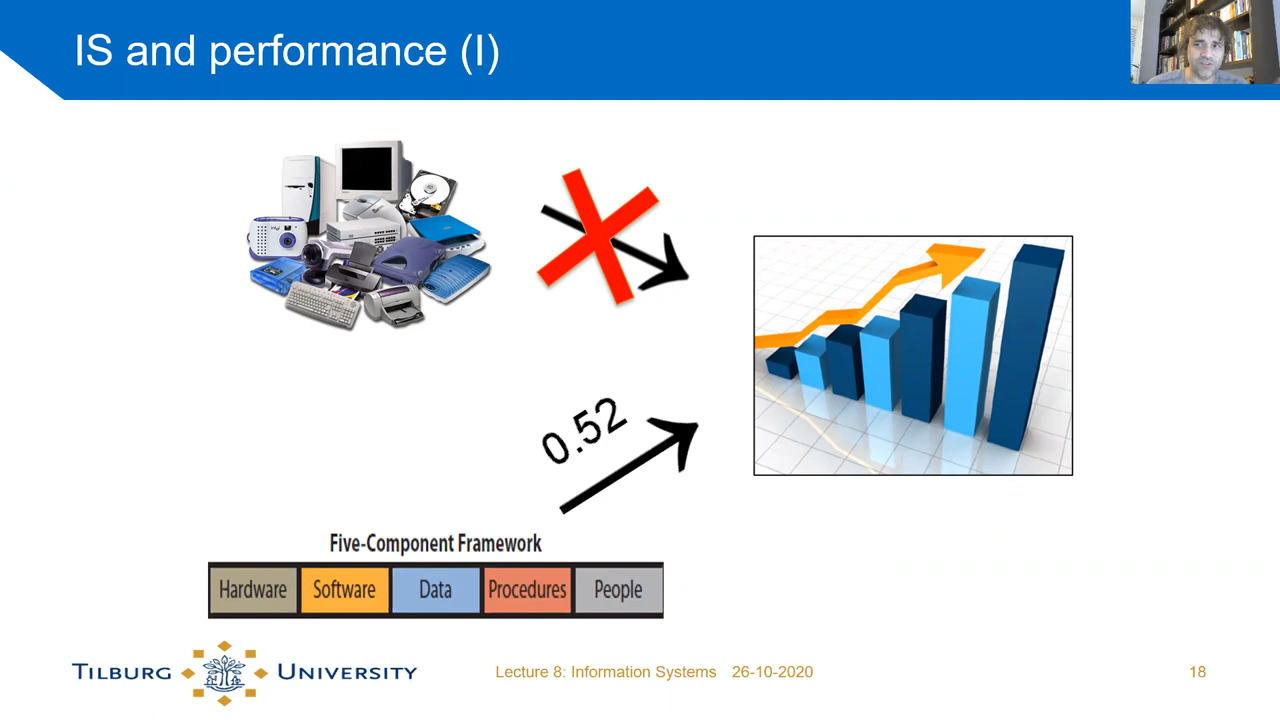 IS and performance (I)
0.52
Five-Component Framework
Hardware Software Data Procedures People
TILBURG UNIVERSITY
Lecture 8: Information Systems 26-10-2020
18